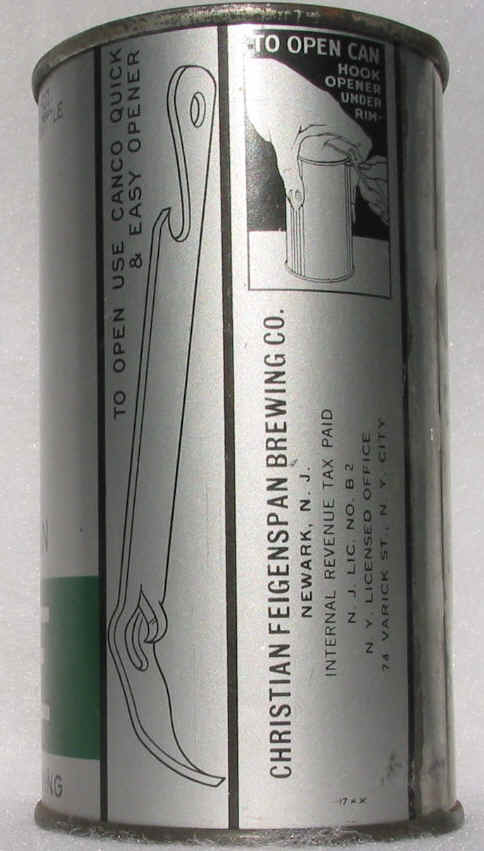 TO OPEN USE CANCO QUICK
& EASY OPENER
TO OPEN CAN
HOOK
OPENER
UNDER
RIM-
CHRISTIAN FEIGENSPAN BREWING CO.
NEWARK, N. J.
INTERNAL REVENUE TAX PAID
N. J. LIC. NO. B 2
N. Y. LICENSED OFFICE
74 VARICK ST., N. Y. CITY